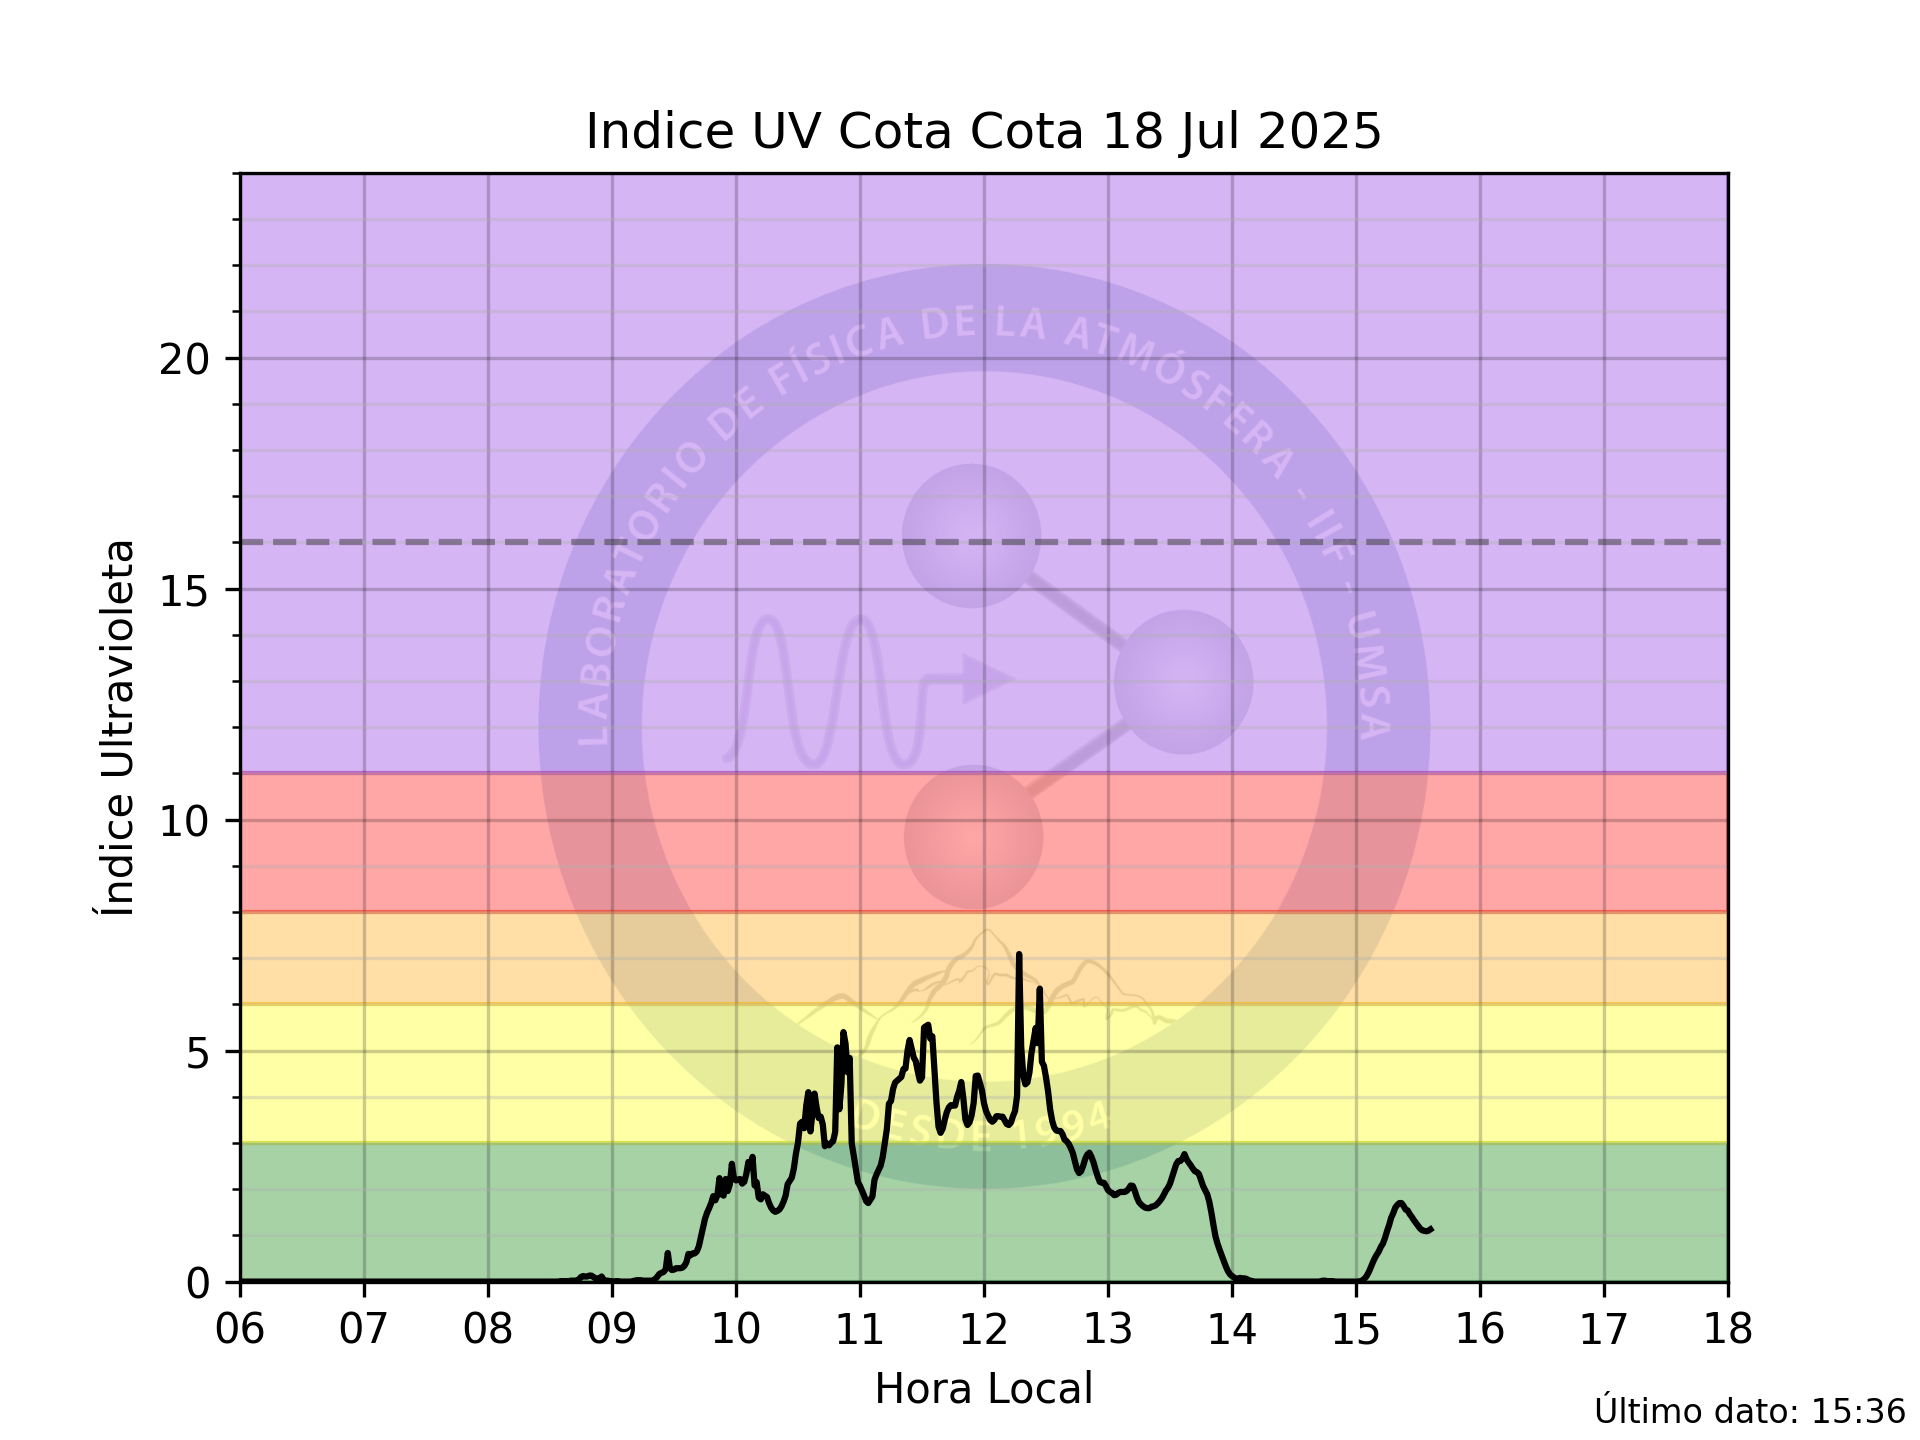 Indice UV Cota Cota 18 Jul 2025
Índice Ultravioleta
20
15
10
5
0
LABORATORIO DE FÍSICA DE LA ATMÓSFERA - IIF - UMSA
DESDE 1994
06 07 08 09 10 11 12 13 14 15 16 17 18
Hora Local
Último dato: 15:36